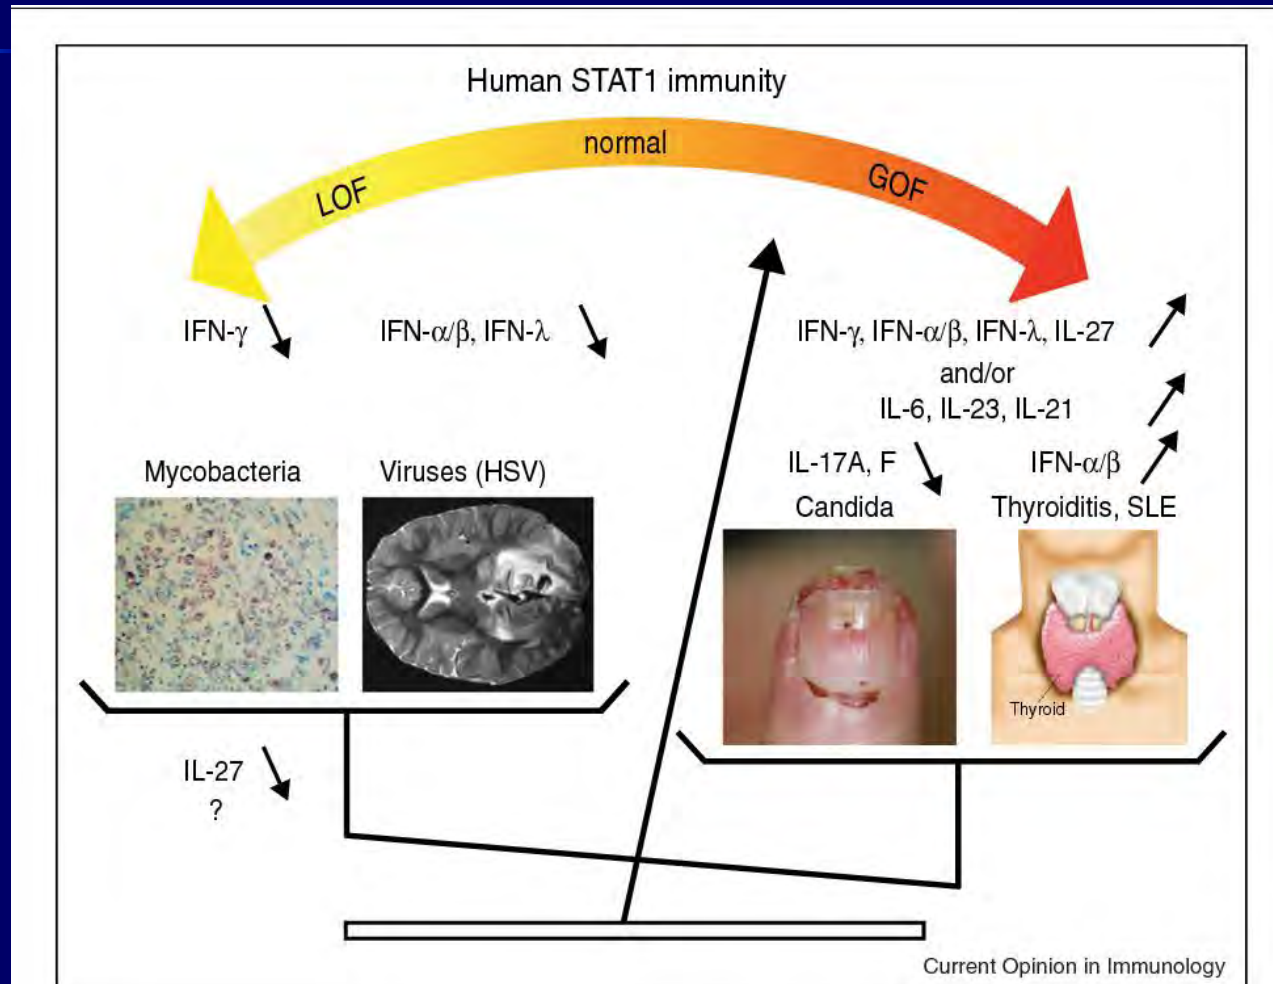 Human STAT1 immunity
normal
LOF
GOF
IFN-γ
IFN-α/β, IFN-λ
IFN-γ, IFN-α/β, IFN-λ, IL-27
and/or
IL-6, IL-23, IL-21
Mycobacteria
Viruses (HSV)
IL-17A, F
IFN-α/β
Candida
Thyroiditis, SLE
Thyroid
IL-27
?
Current Opinion in Immunology